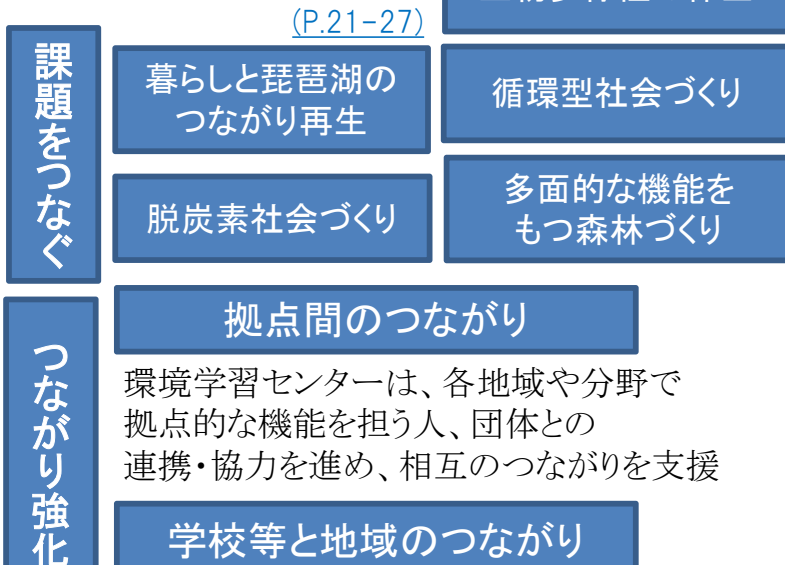 (P.21-27)
課題をつなぐ
暮らしと琵琶湖の
つながり再生
循環型社会づくり
脱炭素社会づくり
多面的な機能を
もつ森林づくり
つながり強化
拠点間のつながり
環境学習センターは、各地域や分野で
拠点的な機能を担う人、団体との
連携・協力を進め、相互のつながりを支援
学校等と地域のつながり